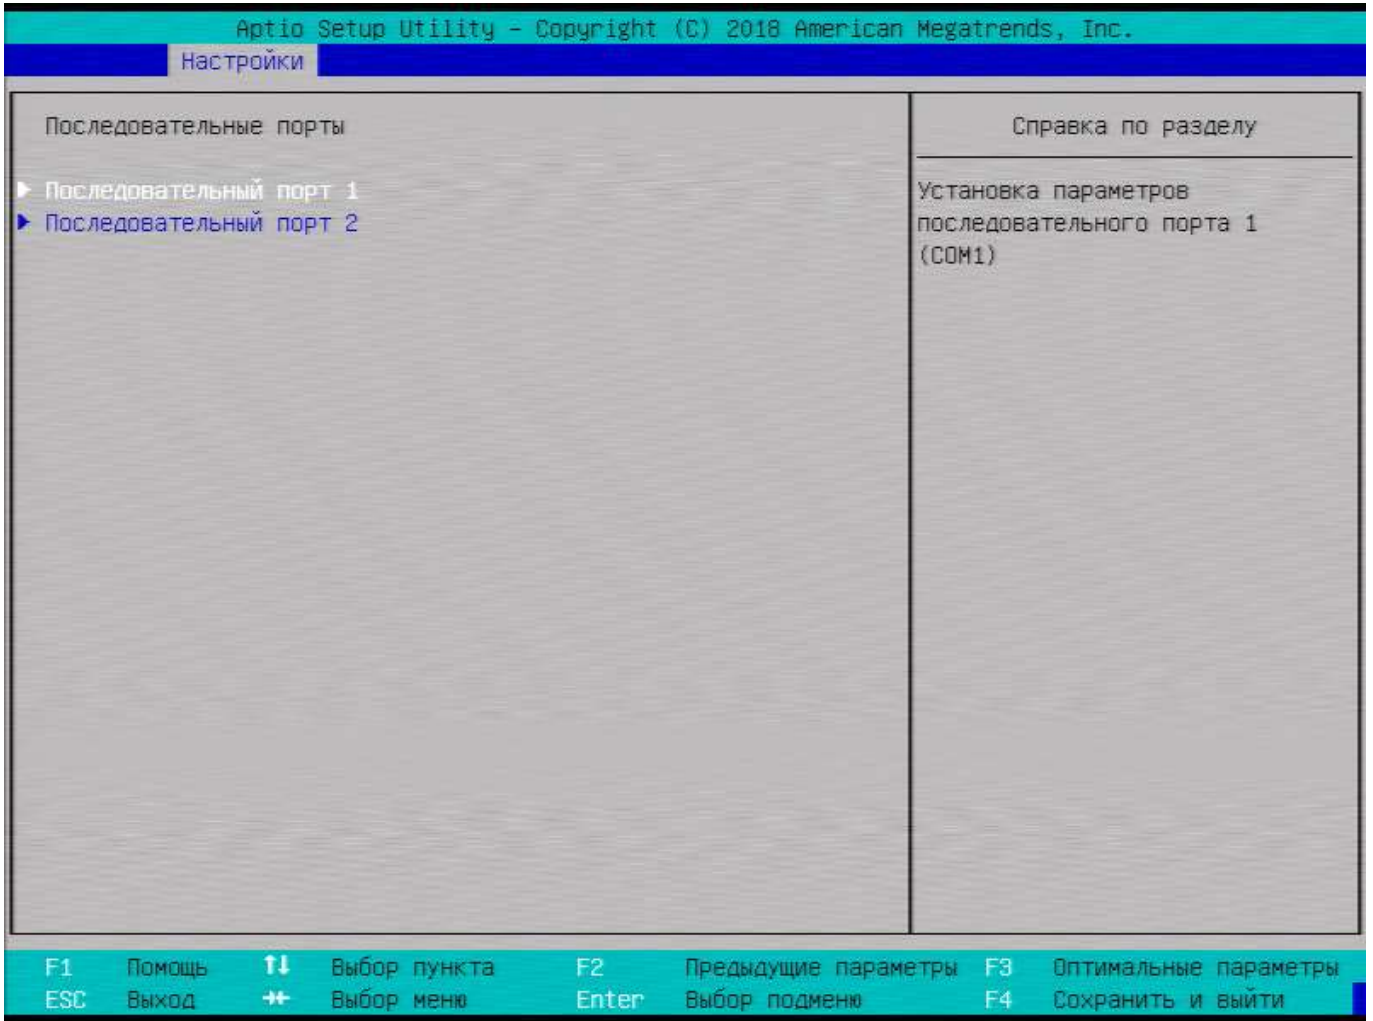 Aptio Setup Utility – Copyright (C) 2018 American Megatrends, Inc.
Настройки
Последовательные порты
Последовательный порт 1
Последовательный порт 2
Справка по разделу
Установка параметров
последовательного порта 1
(COM1)
F1 Помощь ↑↓ Выбор пункта F2 Предыдущие параметры F3 Оптимальные параметры
ESC Выход →← Выбор меню Enter Выбор подменю F4 Сохранить и выйти